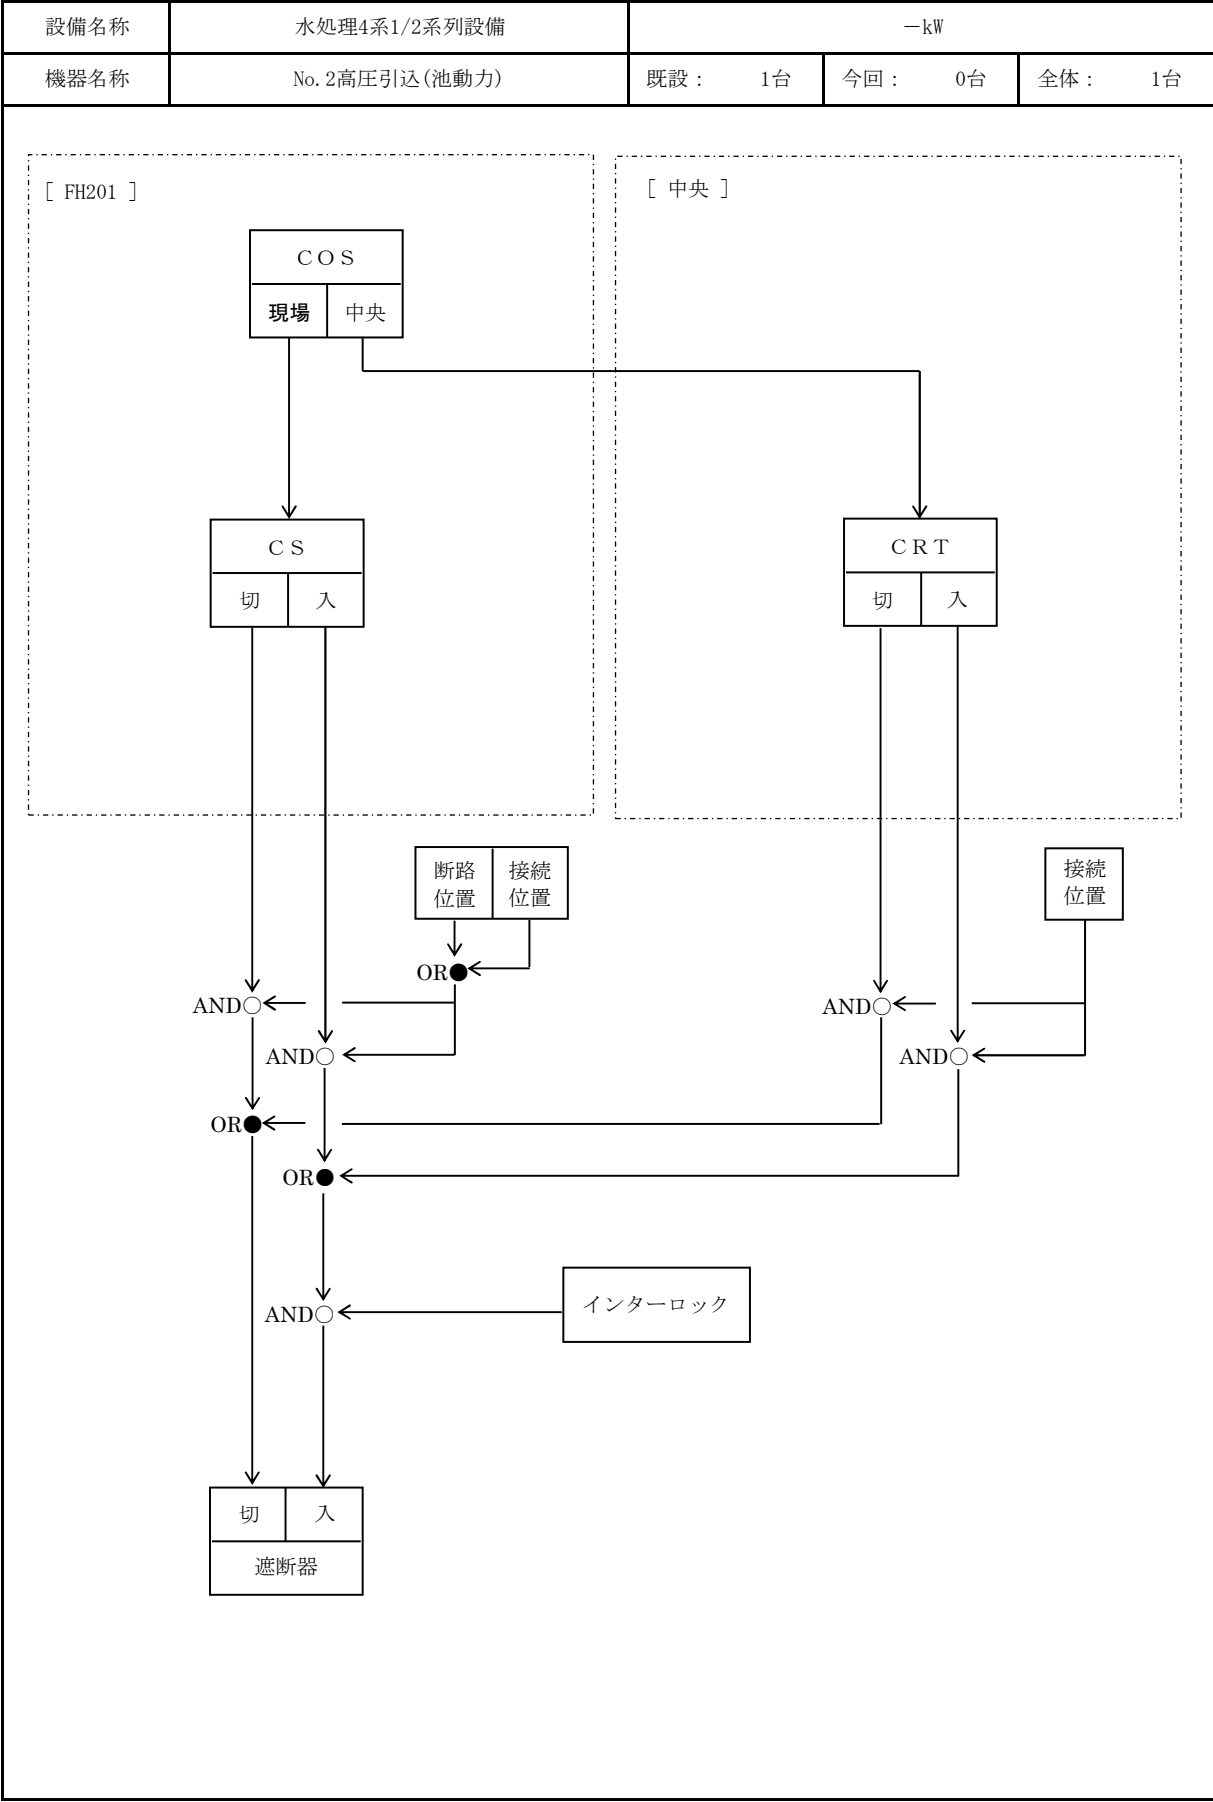 設備名称 水処理4系1/2系列設備 －kW
機器名称 No.2高圧引込(池動力) 既設： 1台 今回： 0台 全体： 1台
[ FH201 ]
[ 中央 ]
ＣＯＳ
現場 中央
ＣＳ
切 入
ＣＲＴ
切 入
断路位置
接続位置
接続位置
OR●
AND○
AND○
AND○
AND○
OR●
OR●
AND○
インターロック
切 入
遮断器